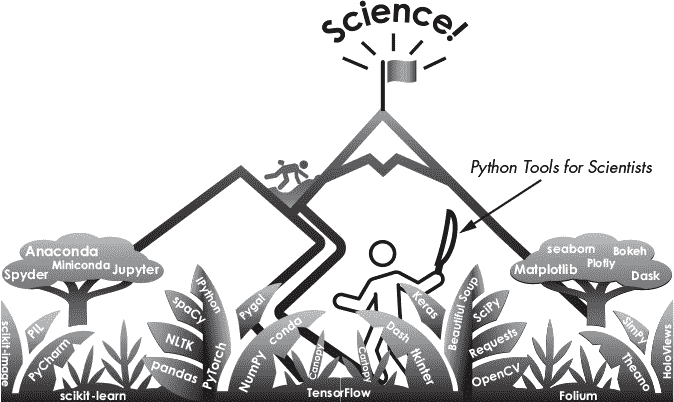 Science!
Python Tools for Scientists
Anaconda
Miniconda
Spyder
Jupyter
seaborn
Bokeh
Plotly
Matplotlib
Dask
scikit-image
PIL
PyCharm
scikit-learn
IPython
spaCy
NLTK
pandas
PyTorch
Pygal
NumPy
conda
Canopy
Canopy
TensorFlow
Dash
Tkinter
Keras
Beautiful Soup
SciPy
Requests
OpenCV
Folium
SimPy
Theano
HoloViews